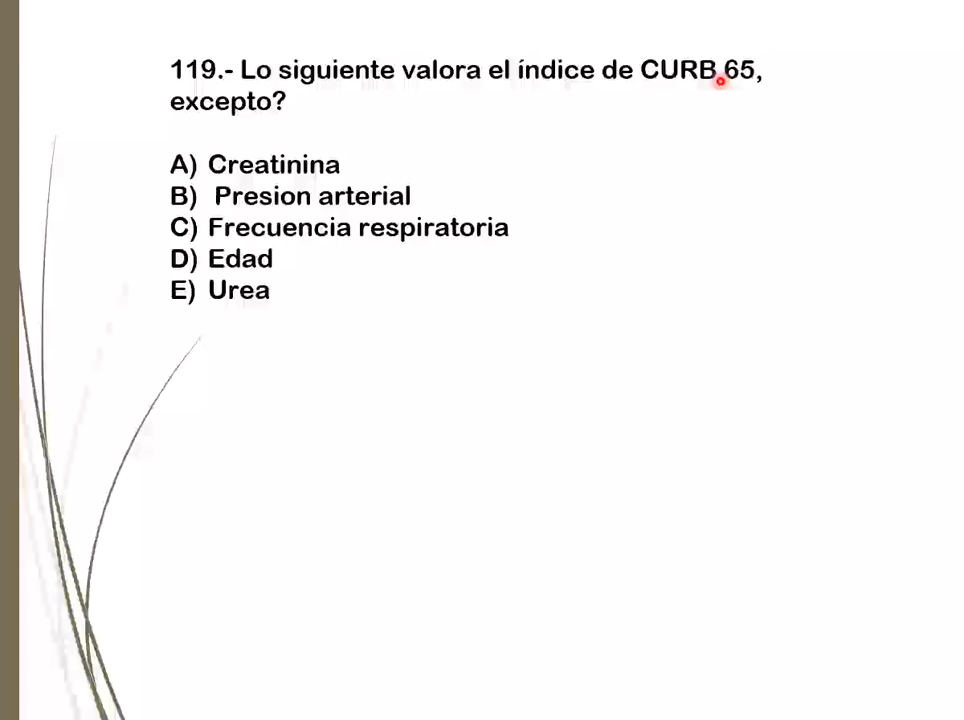 119.- Lo siguiente valora el índice de CURB 65,
excepto?
A) Creatinina
B) Presion arterial
C) Frecuencia respiratoria
D) Edad
E) Urea